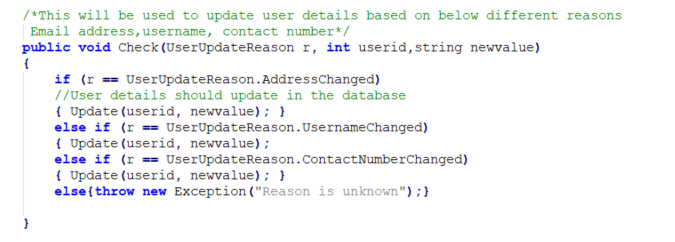 /*This will be used to update user details based on below different reasons
Email address,username, contact number*/
public void Check(UserUpdateReason r, int userid,string newvalue)
{
if (r == UserUpdateReason.AddressChanged)
//User details should update in the database
{ Update(userid, newvalue); }
else if (r == UserUpdateReason.UsernameChanged)
{ Update(userid, newvalue);
else if (r == UserUpdateReason.ContactNumberChanged)
{ Update(userid, newvalue); }
else{throw new Exception("Reason is unknown");}
}